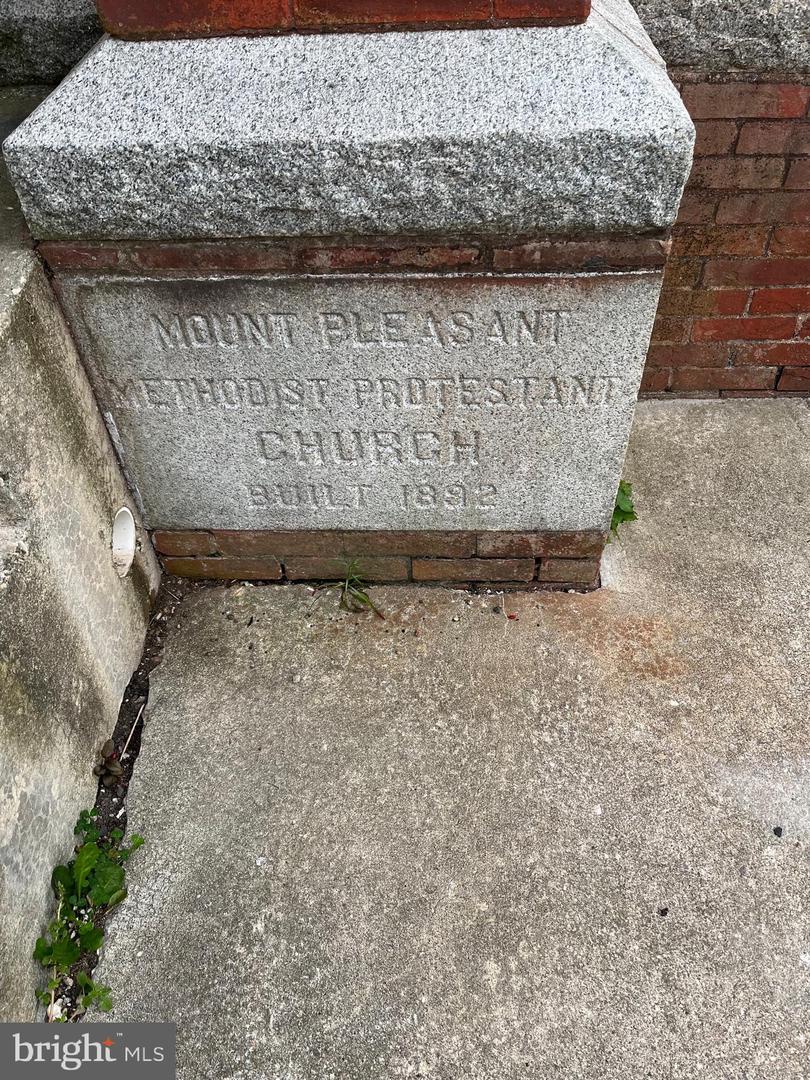 MOUNT PLEASANT
METHODIST PROTESTANT
CHURCH
BUILT 1892
bright MLS